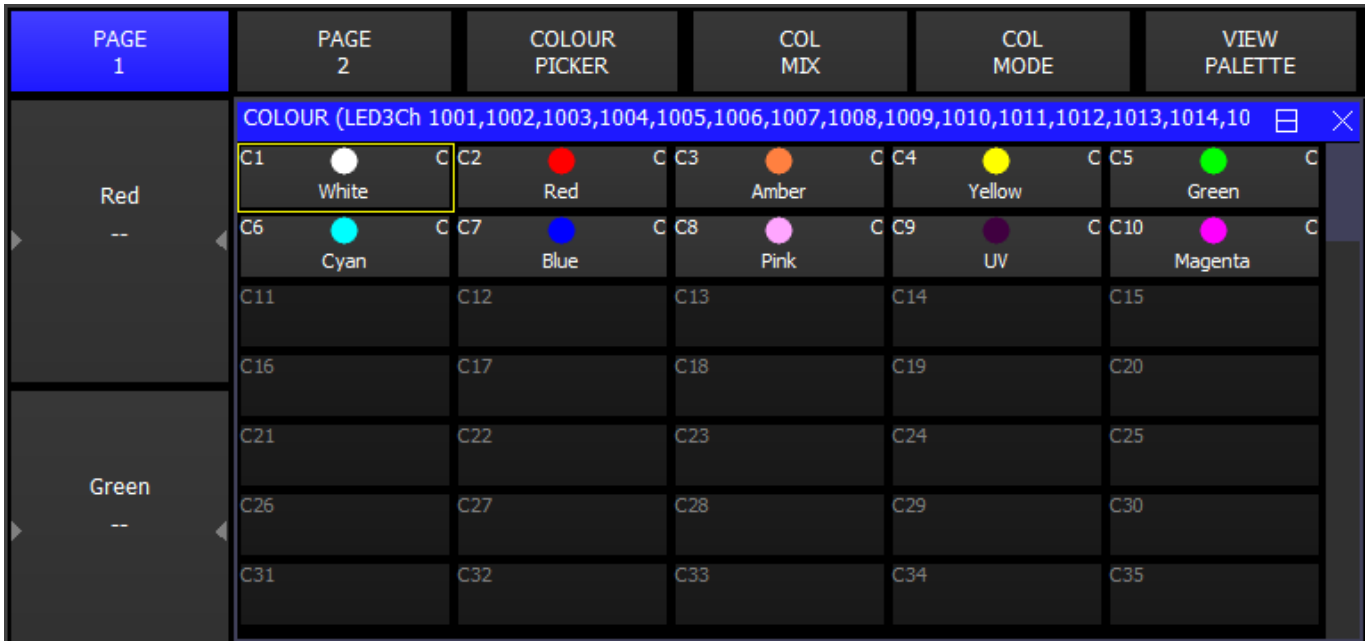 PAGE
1
PAGE
2
COLOUR
PICKER
COL
MIX
COL
MODE
VIEW
PALETTE
COLOUR (LED3Ch 1001,1002,1003,1004,1005,1006,1007,1008,1009,1010,1011,1012,1013,1014,10
Red
--
Green
--
C1 C
White
C2 C
Red
C3 C
Amber
C4 C
Yellow
C5 C
Green
C6 C
Cyan
C7 C
Blue
C8 C
Pink
C9 C
UV
C10 C
Magenta
C11
C12
C13
C14
C15
C16
C17
C18
C19
C20
C21
C22
C23
C24
C25
C26
C27
C28
C29
C30
C31
C32
C33
C34
C35